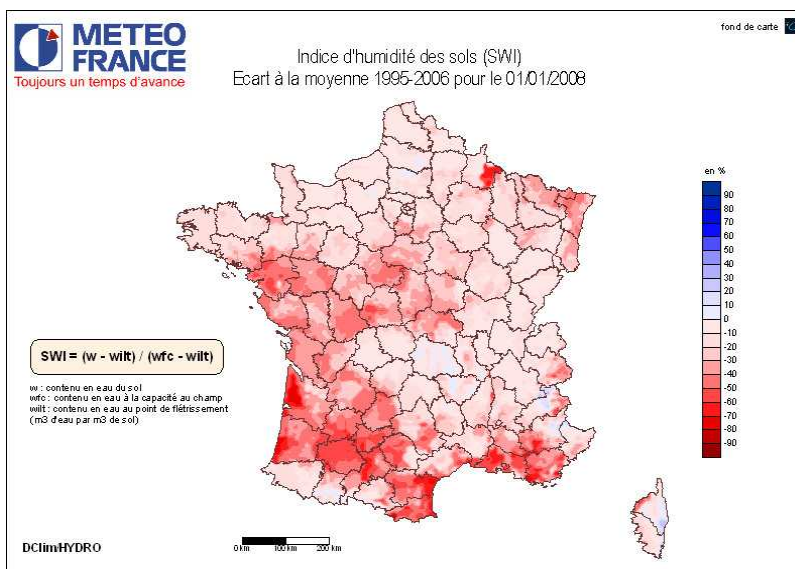 METEO
FRANCE
Toujours un temps d'avance
fond de carte
Indice d'humidité des sols (SWI)
Ecart à la moyenne 1995-2006 pour le 01/01/2008
en %
90
80
70
60
50
40
30
20
10
0
-10
-20
-30
-40
-50
-60
-70
-80
-90
SWI = (w - wilt) / (wfc - wilt)
w : contenu en eau du sol
wfc : contenu en eau à la capacité au champ
wilt : contenu en eau au point de flétrissement
(m3 d'eau par m3 de sol)
DClim/HYDRO
0 km 100 km 200 km